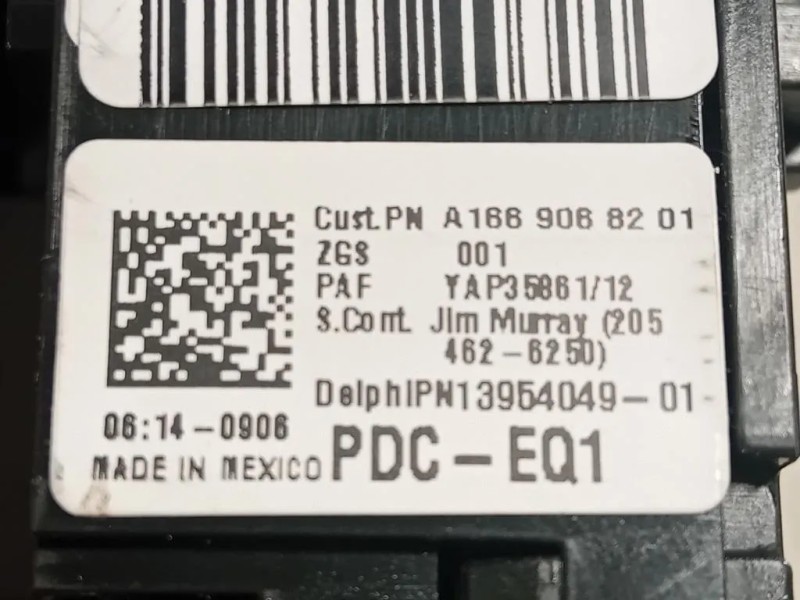 Cust.PN A166 906 82 01
ZGS 001
PAF YAP35861/12
S.Cont. Jim Murray (205
462-6250)
DelphiPN13954049-01
06:14-0906
MADE IN MEXICO PDC-EQ1